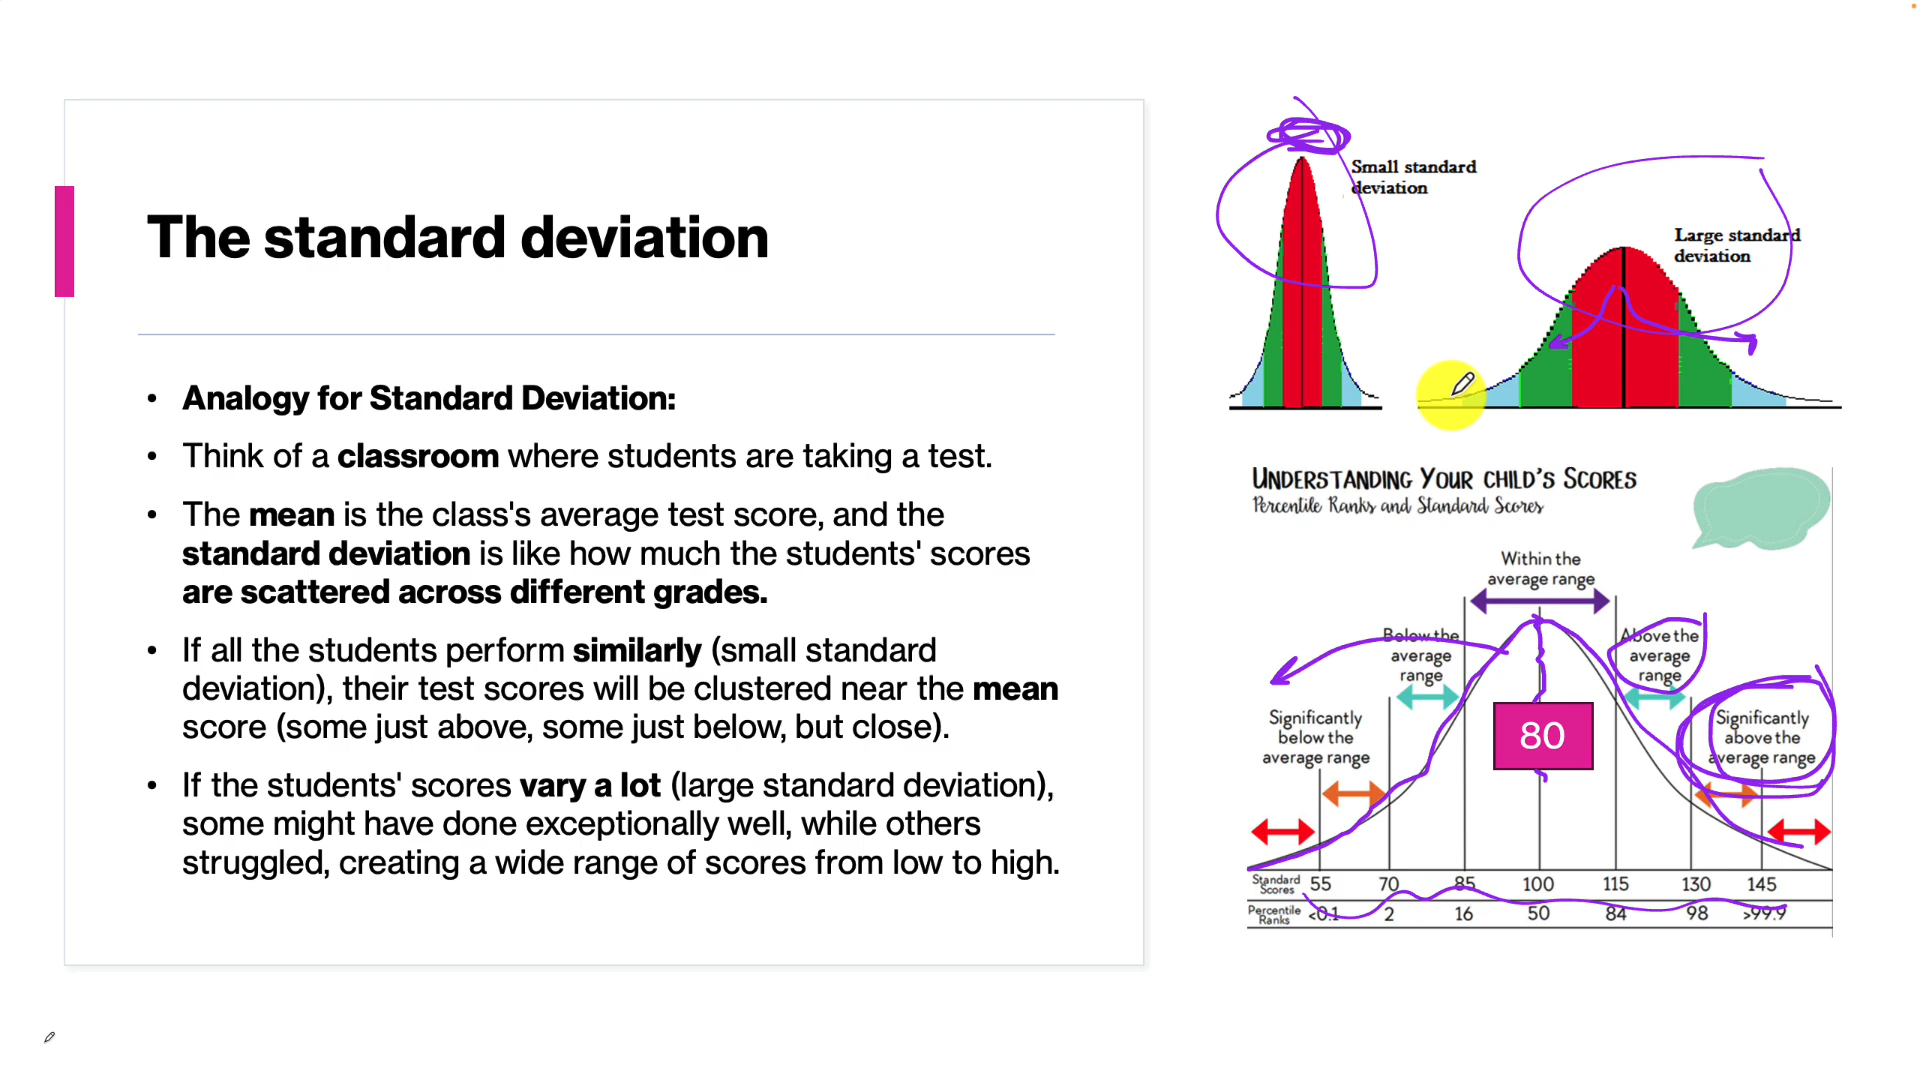 The standard deviation
• Analogy for Standard Deviation:
• Think of a classroom where students are taking a test.
• The mean is the class's average test score, and the
standard deviation is like how much the students' scores
are scattered across different grades.
• If all the students perform similarly (small standard
deviation), their test scores will be clustered near the mean
score (some just above, some just below, but close).
• If the students' scores vary a lot (large standard deviation),
some might have done exceptionally well, while others
struggled, creating a wide range of scores from low to high.
Small standard
deviation
Large standard
deviation
UNDERSTANDING YOUR CHILD'S SCORES
Percentile Ranks and Standard Scores
Within the
average range
Below the
average
range
Above the
average
range
Significantly
below the
average range
80
Significantly
above the
average range
Standard
Scores 55 70 85 100 115 130 145
Percentile
Ranks <0.1 2 16 50 84 98 >99.9